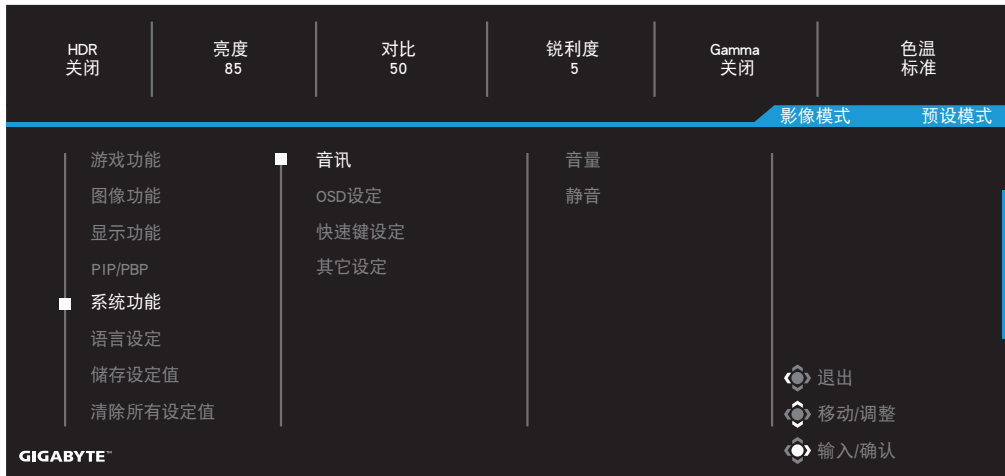 HDR
关闭
亮度
85
对比
50
锐利度
5
Gamma
关闭
色温
标准
影像模式 预设模式
游戏功能
图像功能
显示功能
PIP/PBP
系统功能
语言设定
储存设定值
清除所有设定值
音讯
OSD设定
快速键设定
其它设定
音量
静音
退出
移动/调整
输入/确认
GIGABYTE™